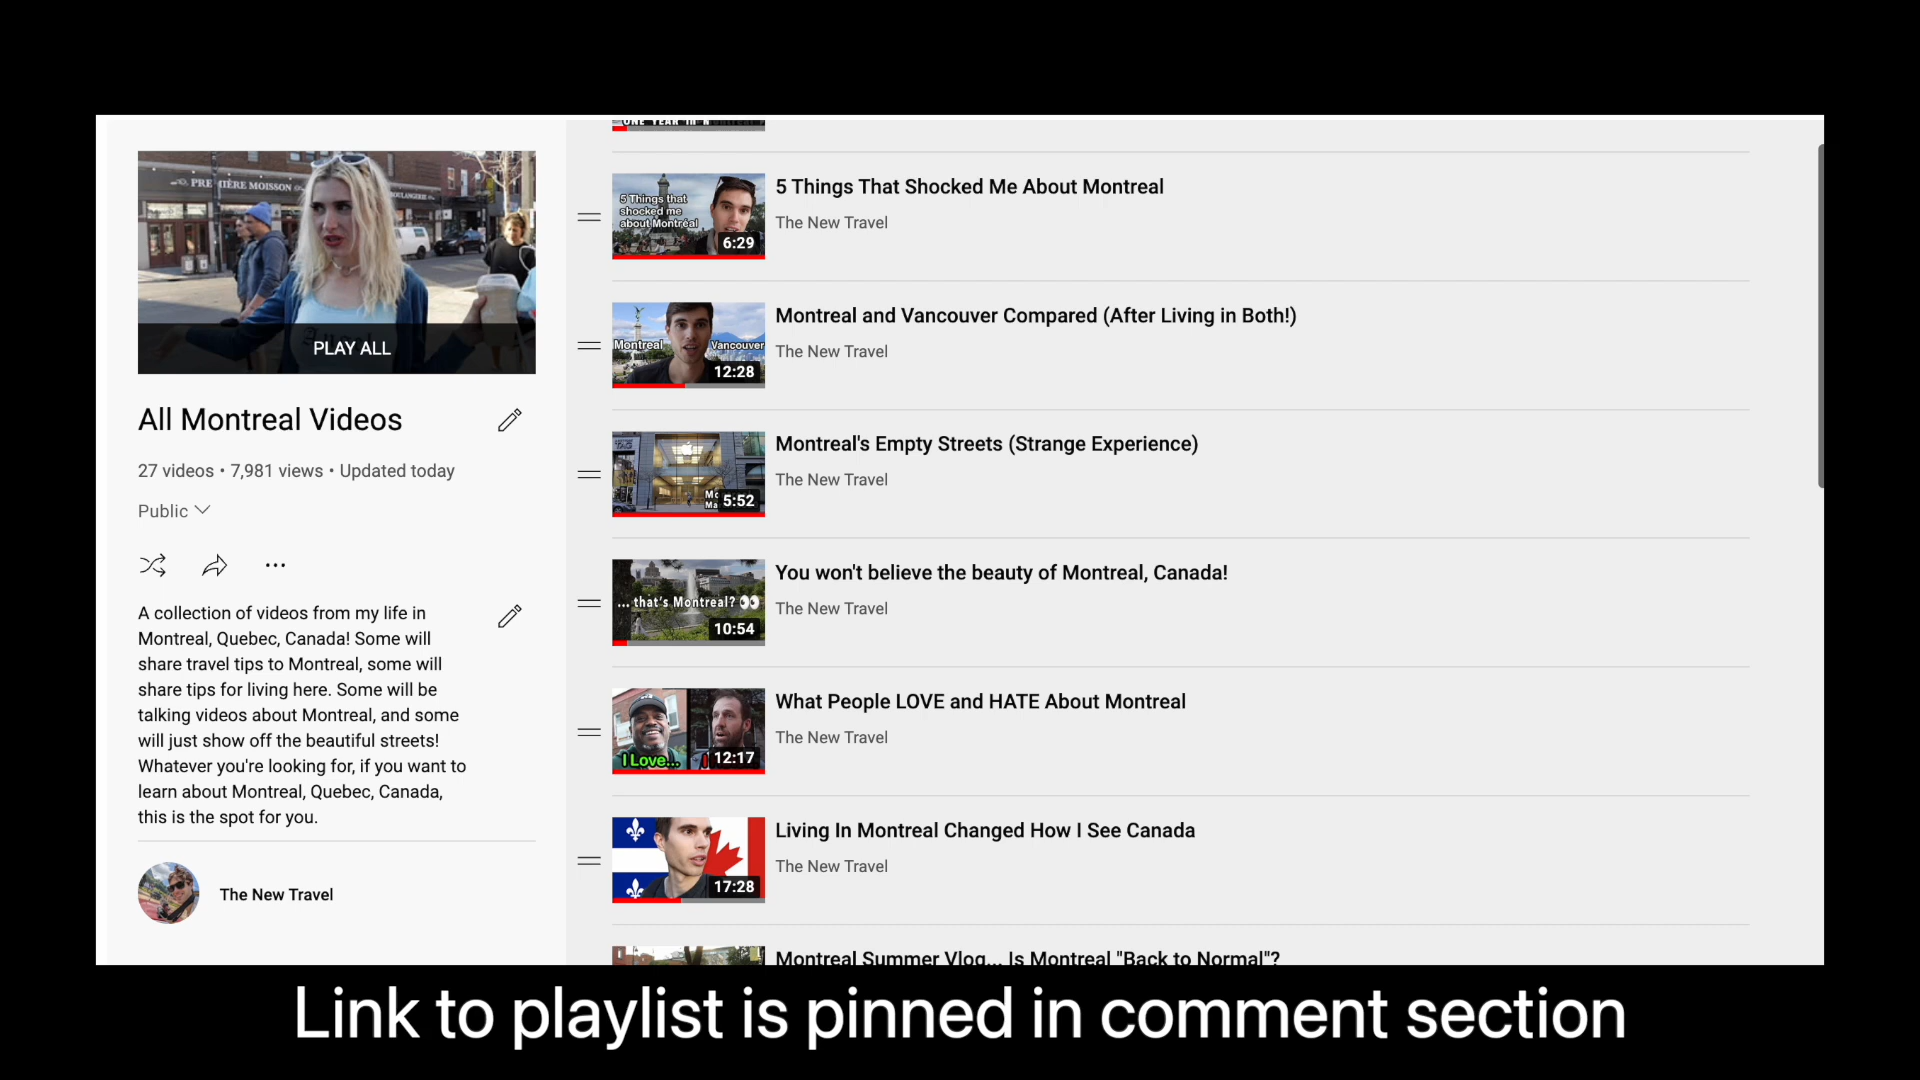 PREMIÈRE MOISSON
BOULANGERIE
PLAY ALL
All Montreal Videos
27 videos • 7,981 views • Updated today
Public
A collection of videos from my life in
Montreal, Quebec, Canada! Some will
share travel tips to Montreal, some will
share tips for living here. Some will be
talking videos about Montreal, and some
will just show off the beautiful streets!
Whatever you're looking for, if you want to
learn about Montreal, Quebec, Canada,
this is the spot for you.
The New Travel
ONE YEAR IN
5 Things that
shocked me
about Montréal
6:29
5 Things That Shocked Me About Montreal
The New Travel
Montreal
Vancouver
12:28
Montreal and Vancouver Compared (After Living in Both!)
The New Travel
5:52
Montreal's Empty Streets (Strange Experience)
The New Travel
... that's Montreal? 👀
10:54
You won't believe the beauty of Montreal, Canada!
The New Travel
I Love...
12:17
What People LOVE and HATE About Montreal
The New Travel
17:28
Living In Montreal Changed How I See Canada
The New Travel
Montreal Summer Vlog... Is Montreal "Back to Normal"?
Link to playlist is pinned in comment section